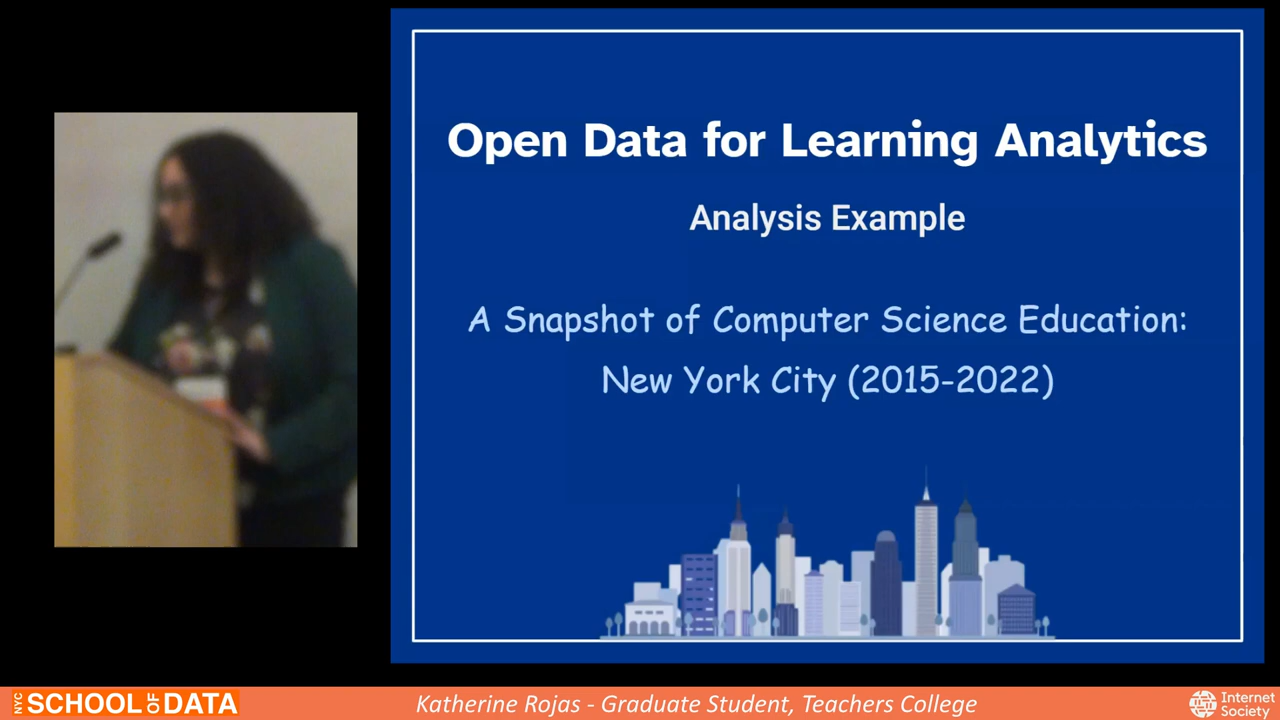 Open Data for Learning Analytics
Analysis Example
A Snapshot of Computer Science Education:
New York City (2015-2022)
NYC SCHOOL OF DATA
Katherine Rojas - Graduate Student, Teachers College
Internet
Society